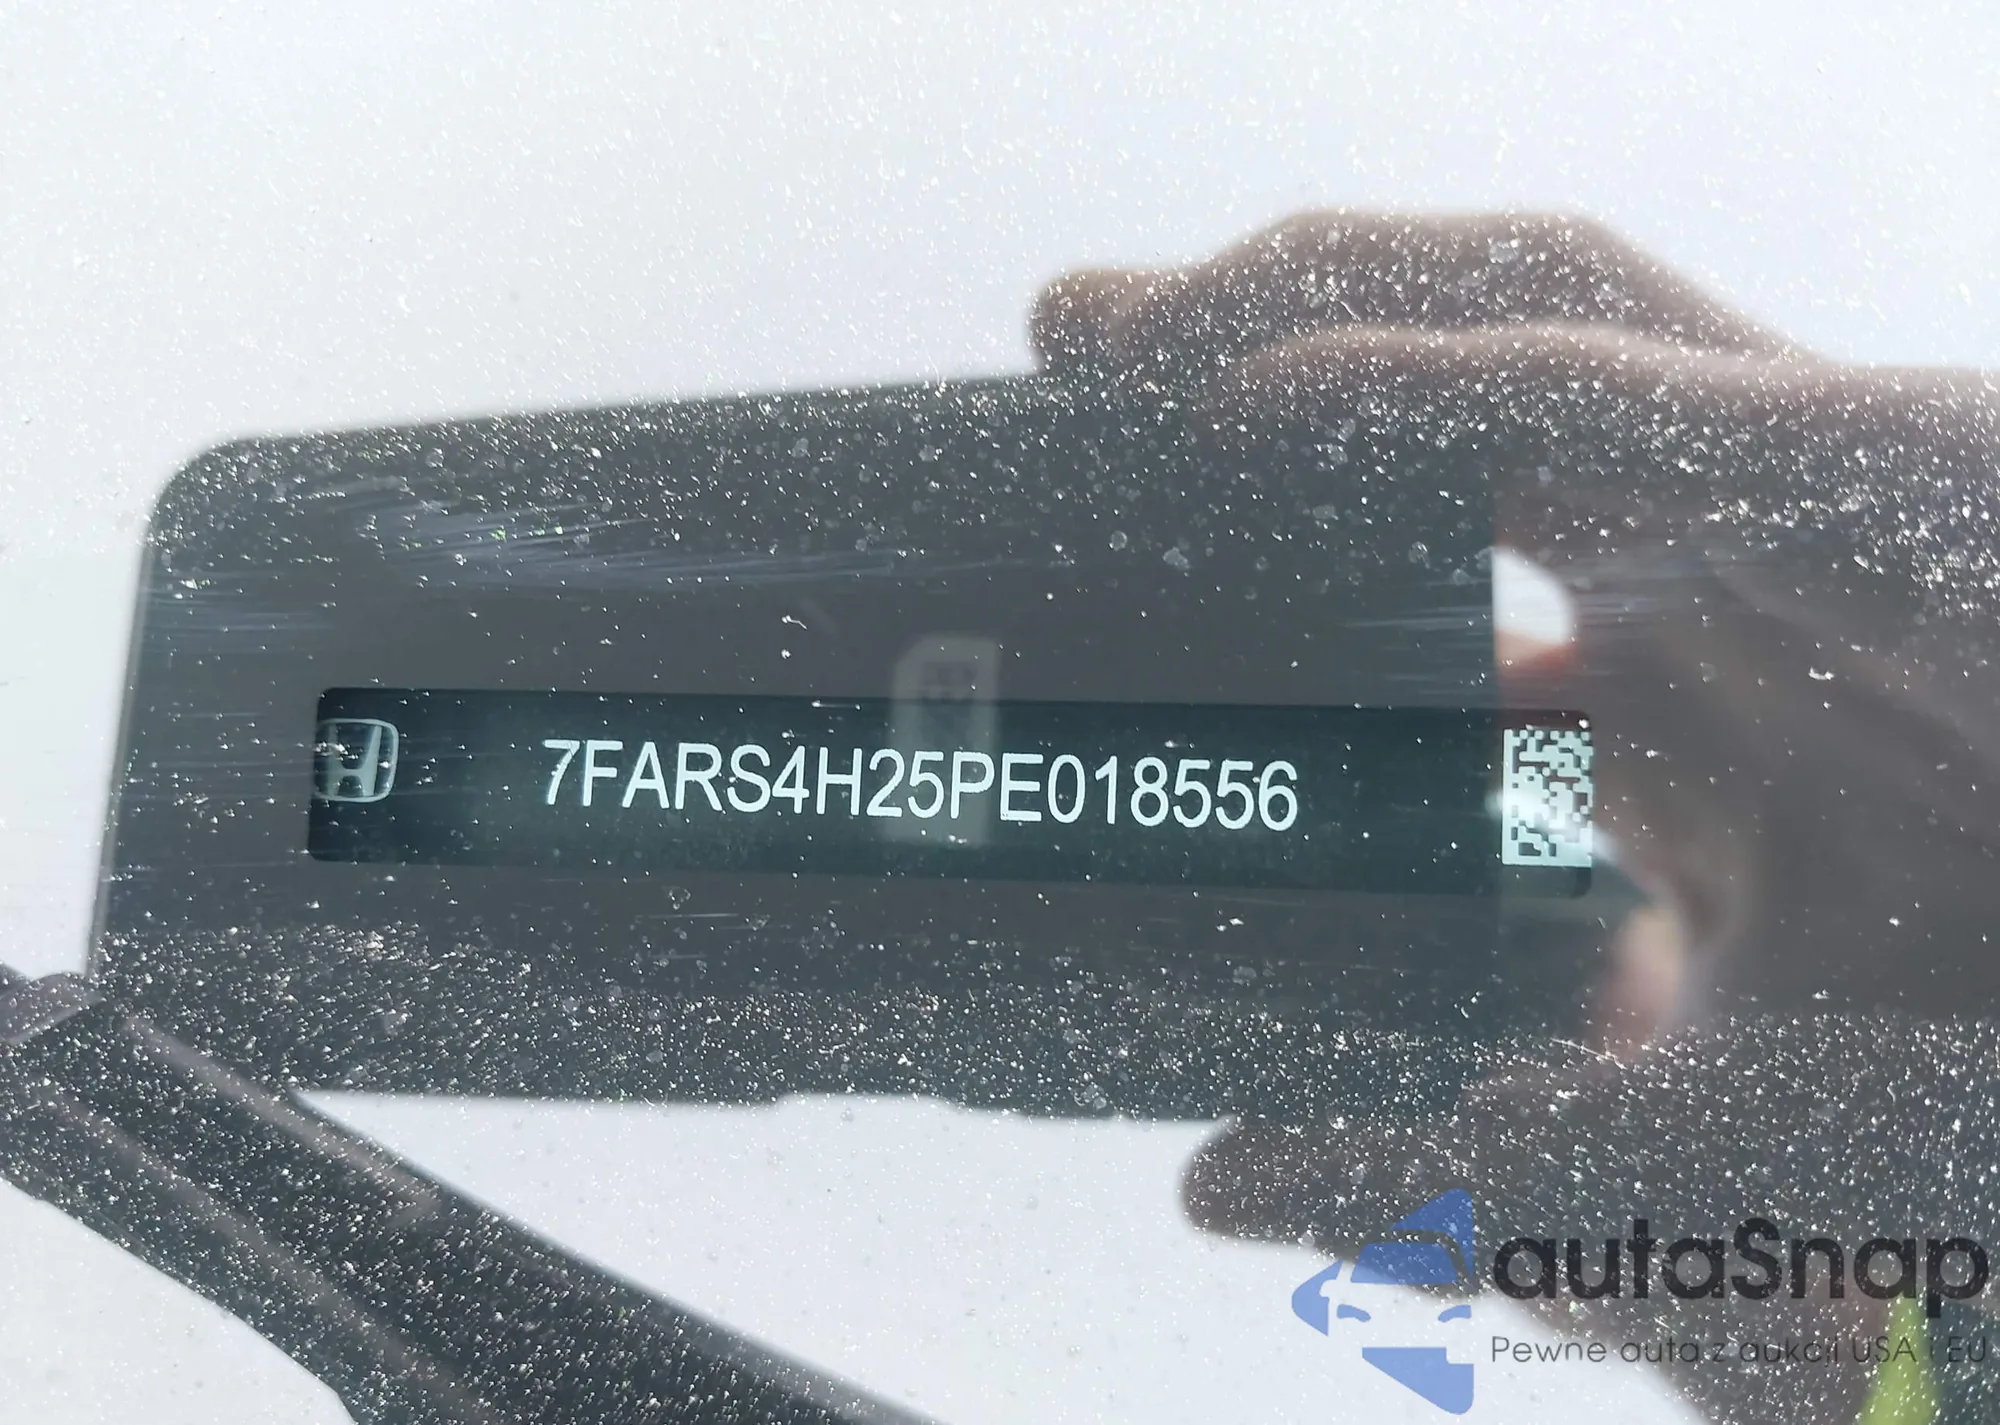 7FARS4H25PE018556
autaSnap
Pewne auta z aukcji USA i EU